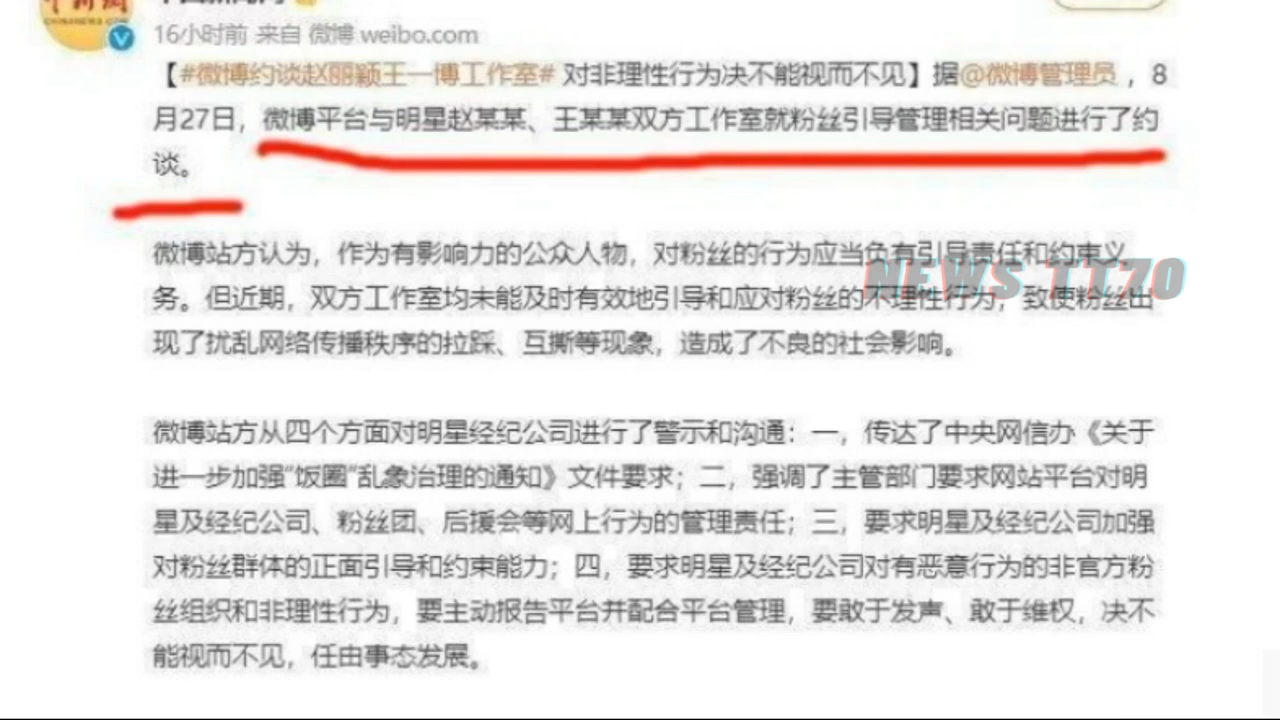 CHINANEWS.COM
16小时前 来自 微博 weibo.com
【#微博约谈赵丽颖王一博工作室# 对非理性行为决不能视而不见】据@微博管理员 ，8
月27日，微博平台与明星赵某某、王某某双方工作室就粉丝引导管理相关问题进行了约
谈。
微博站方认为，作为有影响力的公众人物，对粉丝的行为应当负有引导责任和约束义
务。但近期，双方工作室均未能及时有效地引导和应对粉丝的不理性行为，致使粉丝出
现了扰乱网络传播秩序的拉踩、互撕等现象，造成了不良的社会影响。
NEWS TT70
微博站方从四个方面对明星经纪公司进行了警示和沟通：一，传达了中央网信办《关于
进一步加强“饭圈”乱象治理的通知》文件要求；二，强调了主管部门要求网站平台对明
星及经纪公司、粉丝团、后援会等网上行为的管理责任；三，要求明星及经纪公司加强
对粉丝群体的正面引导和约束能力；四，要求明星及经纪公司对有恶意行为的非官方粉
丝组织和非理性行为，要主动报告平台并配合平台管理，要敢于发声、敢于维权，决不
能视而不见，任由事态发展。